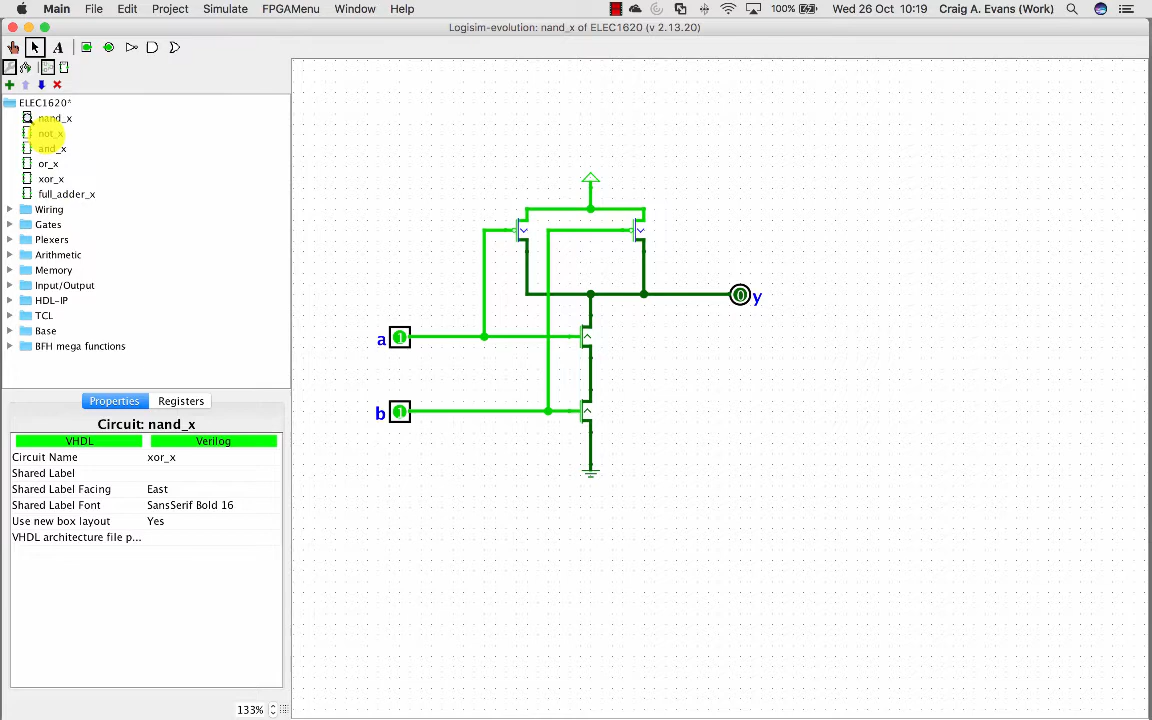 Main File Edit Project Simulate FPGAMenu Window Help 100% Wed 26 Oct 10:19 Craig A. Evans (Work)
Logisim-evolution: nand_x of ELEC1620 (v 2.13.20)
A
ELEC1620*
nand_x
not_x
and_x
or_x
xor_x
full_adder_x
Wiring
Gates
Plexers
Arithmetic
Memory
Input/Output
HDL-IP
TCL
Base
BFH mega functions
0 y
a 1
b 1
Properties Registers
Circuit: nand_x
VHDL Verilog
Circuit Name xor_x
Shared Label
Shared Label Facing East
Shared Label Font SansSerif Bold 16
Use new box layout Yes
VHDL architecture file p...
133%